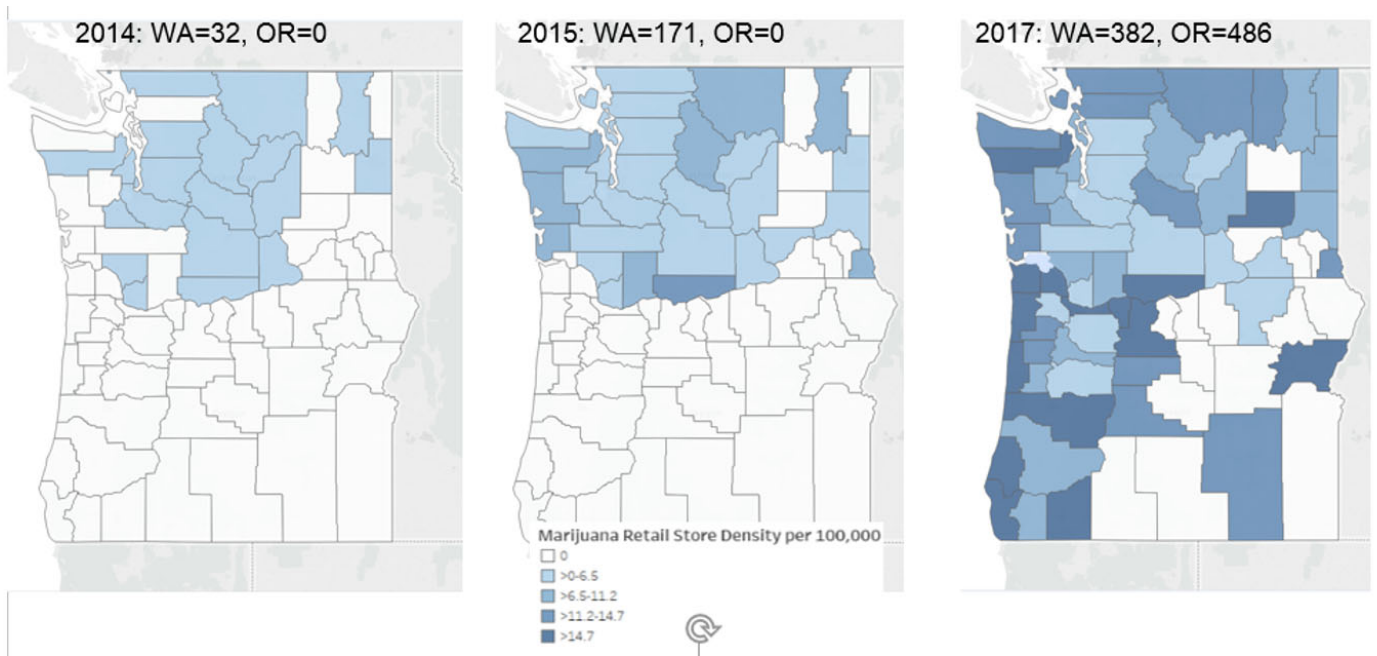 2014: WA=32, OR=0
2015: WA=171, OR=0
2017: WA=382, OR=486
Marijuana Retail Store Density per 100,000
0
>0-6.5
>6.5-11.2
>11.2-14.7
>14.7